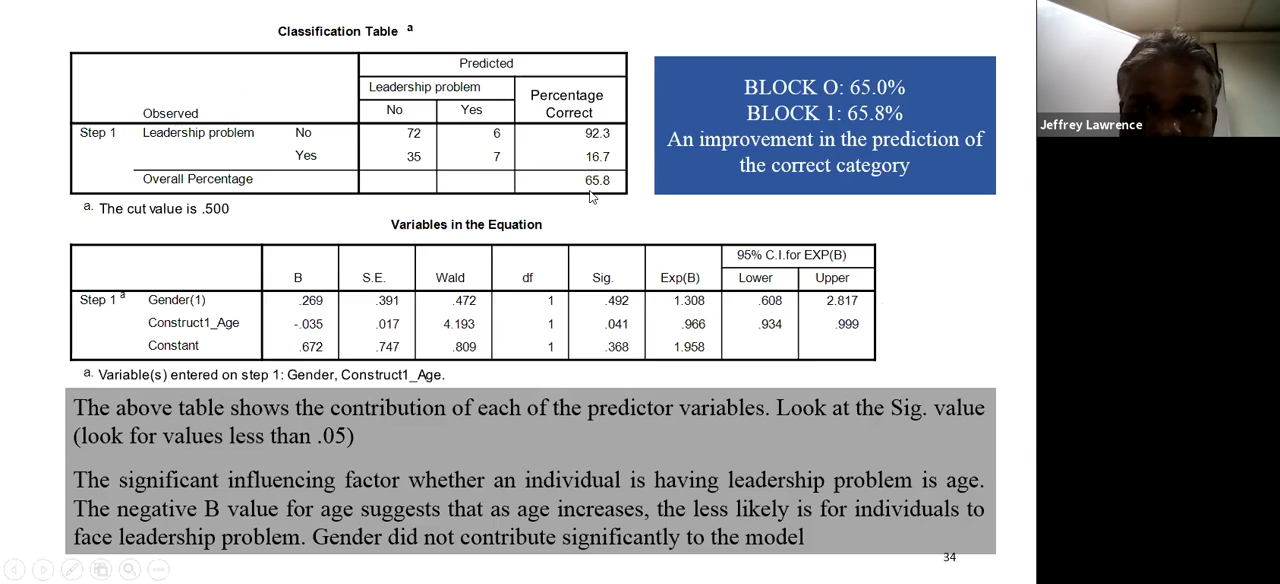 Classification Table a
Predicted
Leadership problem
Percentage Correct
Observed
No Yes
Step 1 Leadership problem No 72 6 92.3
Yes 35 7 16.7
Overall Percentage 65.8
a. The cut value is .500
BLOCK O: 65.0%
BLOCK 1: 65.8%
An improvement in the prediction of
the correct category
Jeffrey Lawrence
Variables in the Equation
95% C.I.for EXP(B)
B S.E. Wald df Sig. Exp(B) Lower Upper
Step 1 a Gender(1) .269 .391 .472 1 .492 1.308 .608 2.817
Construct1_Age -.035 .017 4.193 1 .041 .966 .934 .999
Constant .672 .747 .809 1 .368 1.958
a. Variable(s) entered on step 1: Gender, Construct1_Age.
The above table shows the contribution of each of the predictor variables. Look at the Sig. value
(look for values less than .05)
The significant influencing factor whether an individual is having leadership problem is age.
The negative B value for age suggests that as age increases, the less likely is for individuals to
face leadership problem. Gender did not contribute significantly to the model
34